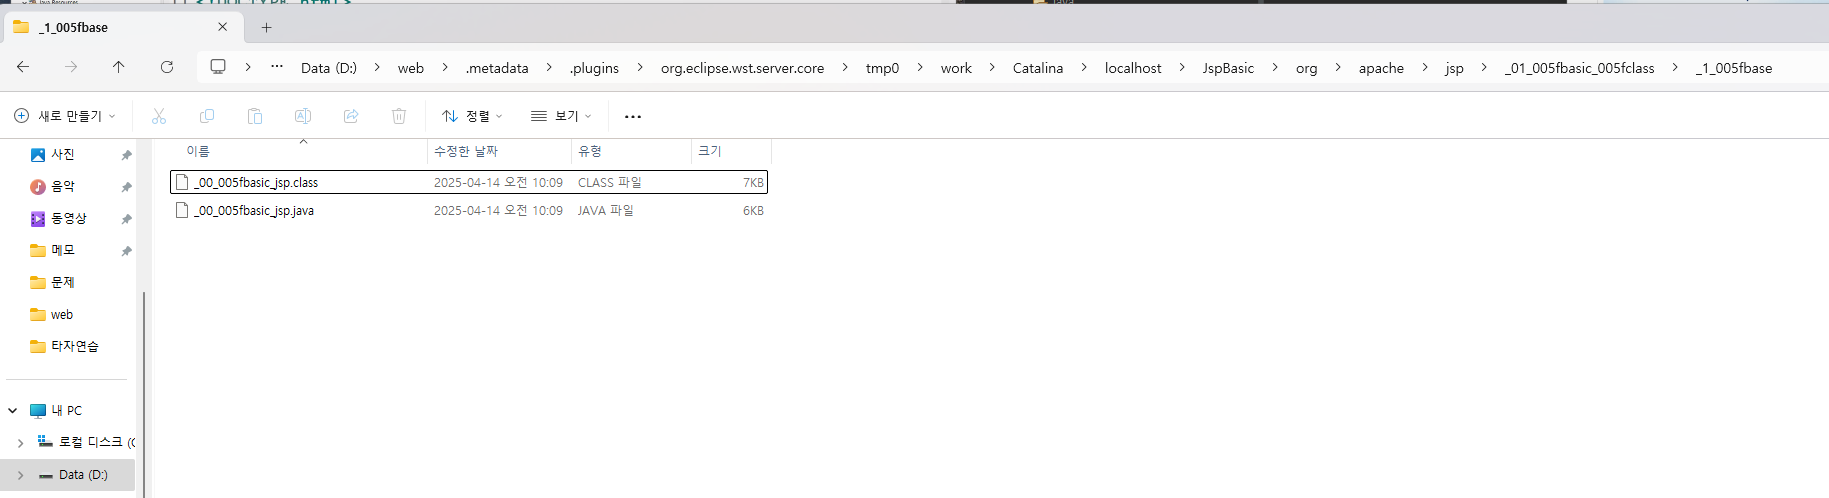 Java Resources
_1_005fbase
Data (D:) > web > .metadata > .plugins > org.eclipse.wst.server.core > tmp0 > work > Catalina > localhost > JspBasic > org > apache > jsp > _01_005fbasic_005fclass > _1_005fbase
새로 만들기 정렬 보기
이름 수정한 날짜 유형 크기
사진
음악
동영상
메모
문제
web
타자연습
내 PC
로컬 디스크 (C
Data (D:)
_00_005fbasic_jsp.class 2025-04-14 오전 10:09 CLASS 파일 7KB
_00_005fbasic_jsp.java 2025-04-14 오전 10:09 JAVA 파일 6KB